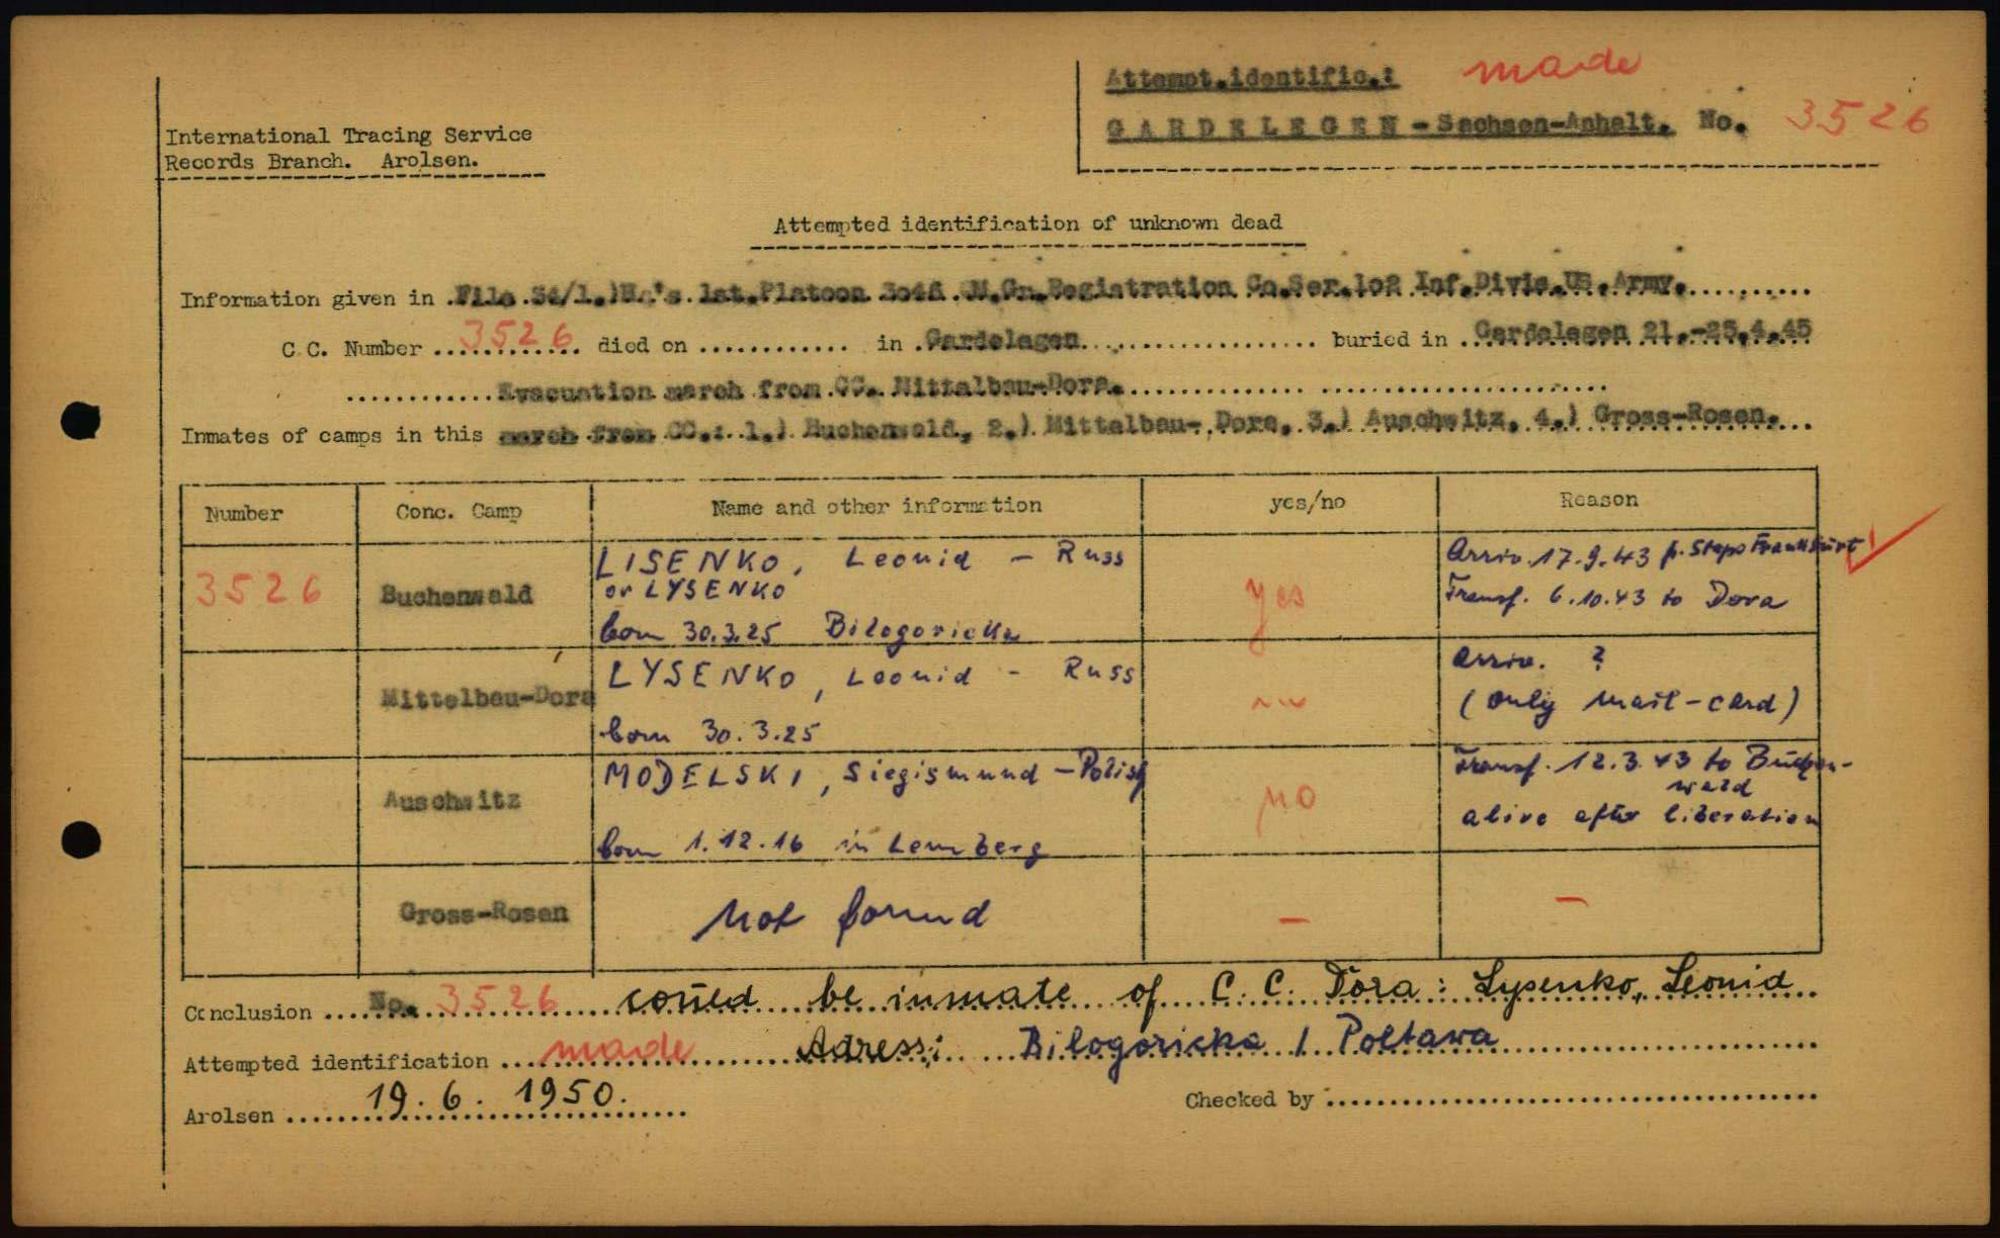 Attempt.identific.: made
GARDELEGEN - Sachsen-Anhalt. No. 3526
International Tracing Service
Records Branch. Arolsen.
Attempted identification of unknown dead
Information given in File 54/1.)Hq's 1st.Platoon 3046 Gr.Registration Co.Ser.102 Inf.Divis.US.Army.
C.C. Number 3526 died on in Gardelegen buried in Gardelegen 21.-25.4.45
Evacuation march from CC. Mittelbau-Dora.
Inmates of camps in this march from CC.: 1.) Buchenwald, 2.) Mittelbau-Dora, 3.) Auschwitz, 4.) Gross-Rosen.
Number Conc. Camp Name and other information yes/no Reason
3526 Buchenwald LISENKO, Leonid - Russ yes Arriv. 17.9.43 p. Stapo Frankfurt
or LYSENKO Transf. 6.10.43 to Dora
born 30.3.25 Bilogoricka
Mittelbau-Dora LYSENKO, Leonid - Russ Arriv. ?
(only mail-card)
born 30.3.25
Auschwitz MODELSKI, Siegismund - Polish no Transf. 12.3.43 to Buchen-
wald
alive after liberation
born 1.12.16 in Lemberg
Gross-Rosen Not found - -
Conclusion No. 3526 could be inmate of C.C. Dora: Lysenko, Leonid
Attempted identification made Adress: Bilogoricka / Poltawa
Arolsen 19.6.1950. Checked by